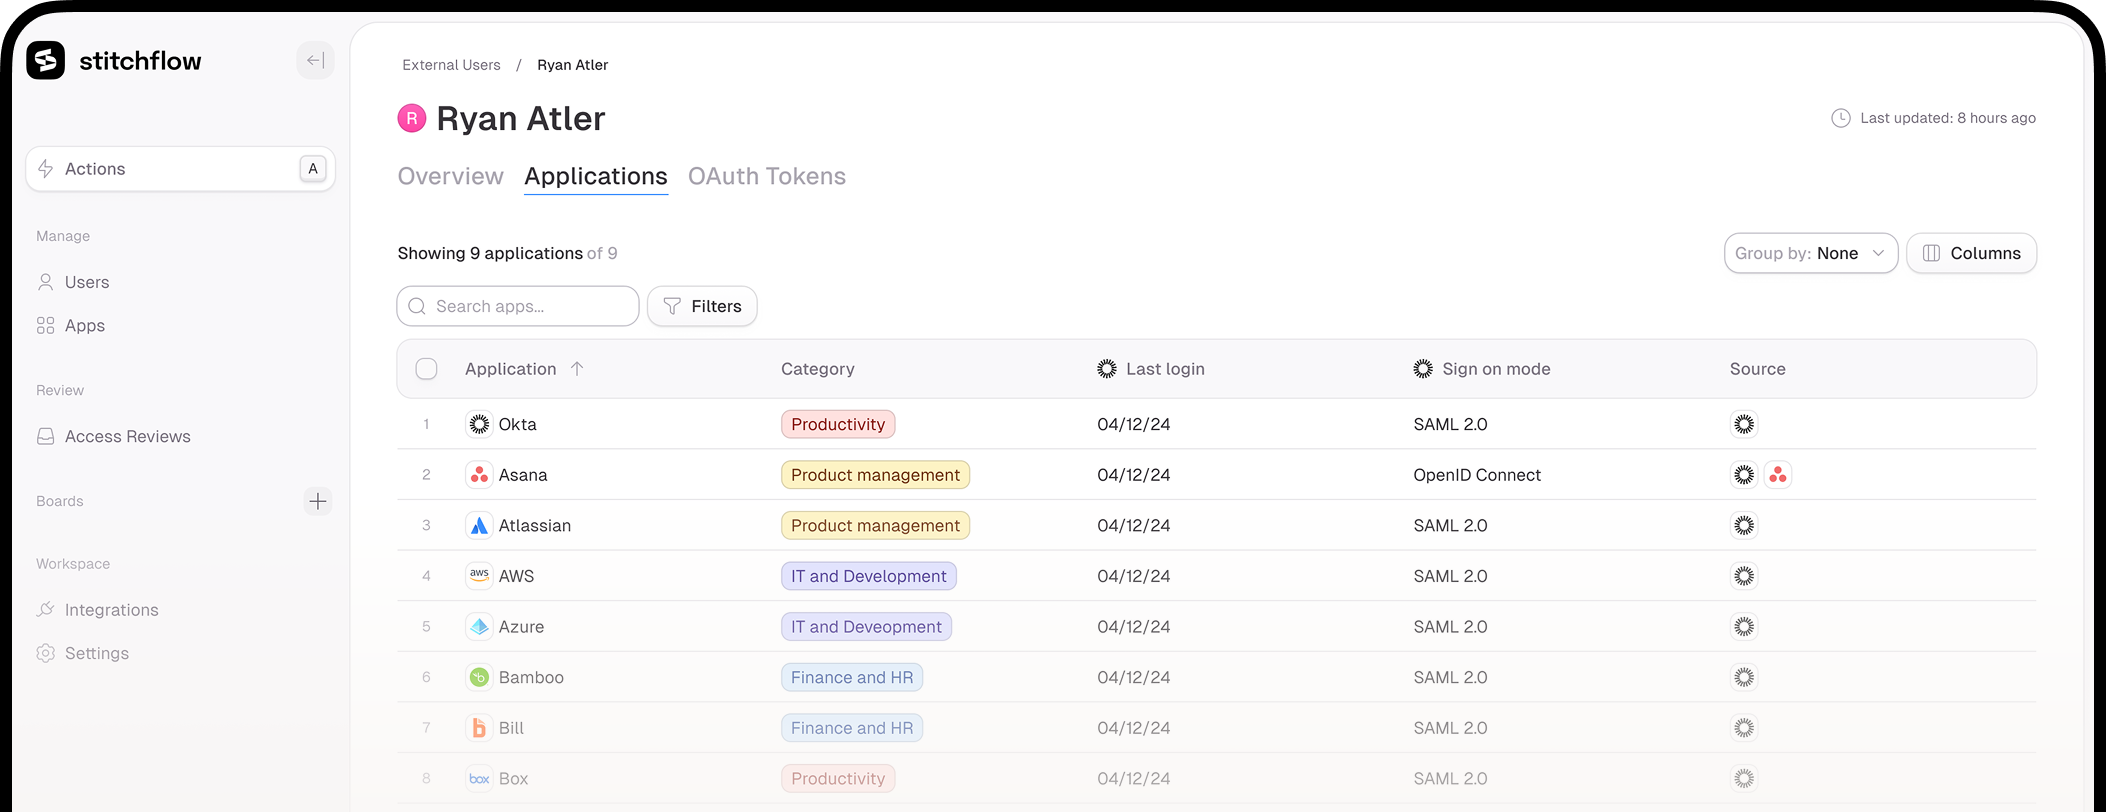 stitchflow
Actions A
Manage
Users
Apps
Review
Access Reviews
Boards
Workspace
Integrations
Settings
External Users / Ryan Atler
R Ryan Atler
Last updated: 8 hours ago
Overview Applications OAuth Tokens
Showing 9 applications of 9
Group by: None Columns
Search apps... Filters
Application Category Last login Sign on mode Source
1 Okta Productivity 04/12/24 SAML 2.0
2 Asana Product management 04/12/24 OpenID Connect
3 Atlassian Product management 04/12/24 SAML 2.0
4 aws AWS IT and Development 04/12/24 SAML 2.0
5 Azure IT and Deveopment 04/12/24 SAML 2.0
6 Bamboo Finance and HR 04/12/24 SAML 2.0
7 Bill Finance and HR 04/12/24 SAML 2.0
8 box Box Productivity 04/12/24 SAML 2.0